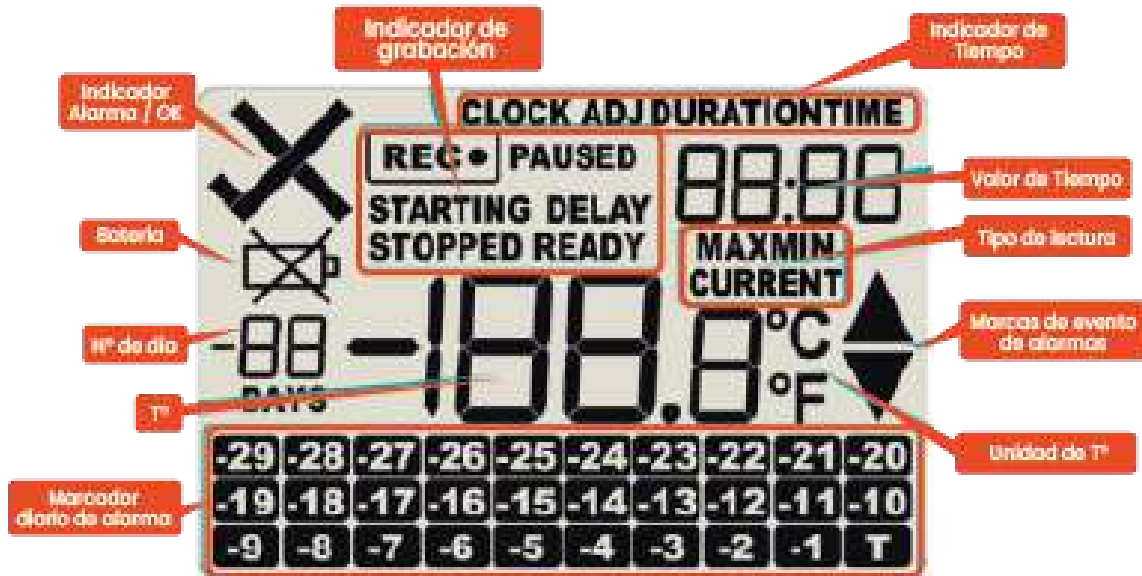 Indicador de
grabación
Indicador de
Tiempo
Indicador
Alarma / OK
CLOCK ADJ DURATION TIME
REC● PAUSED
88:88
Valor de Tiempo
STARTING DELAY
STOPPED READY
Batería
MAX MIN
CURRENT
Tipo de lectura
Nº de día
-88
DAYS
-188.8
°C
°F
Marcas de evento
de alarmas
Tº
Unidad de Tº
Marcador
diario de alarma
-29 -28 -27 -26 -25 -24 -23 -22 -21 -20
-19 -18 -17 -16 -15 -14 -13 -12 -11 -10
-9 -8 -7 -6 -5 -4 -3 -2 -1 T